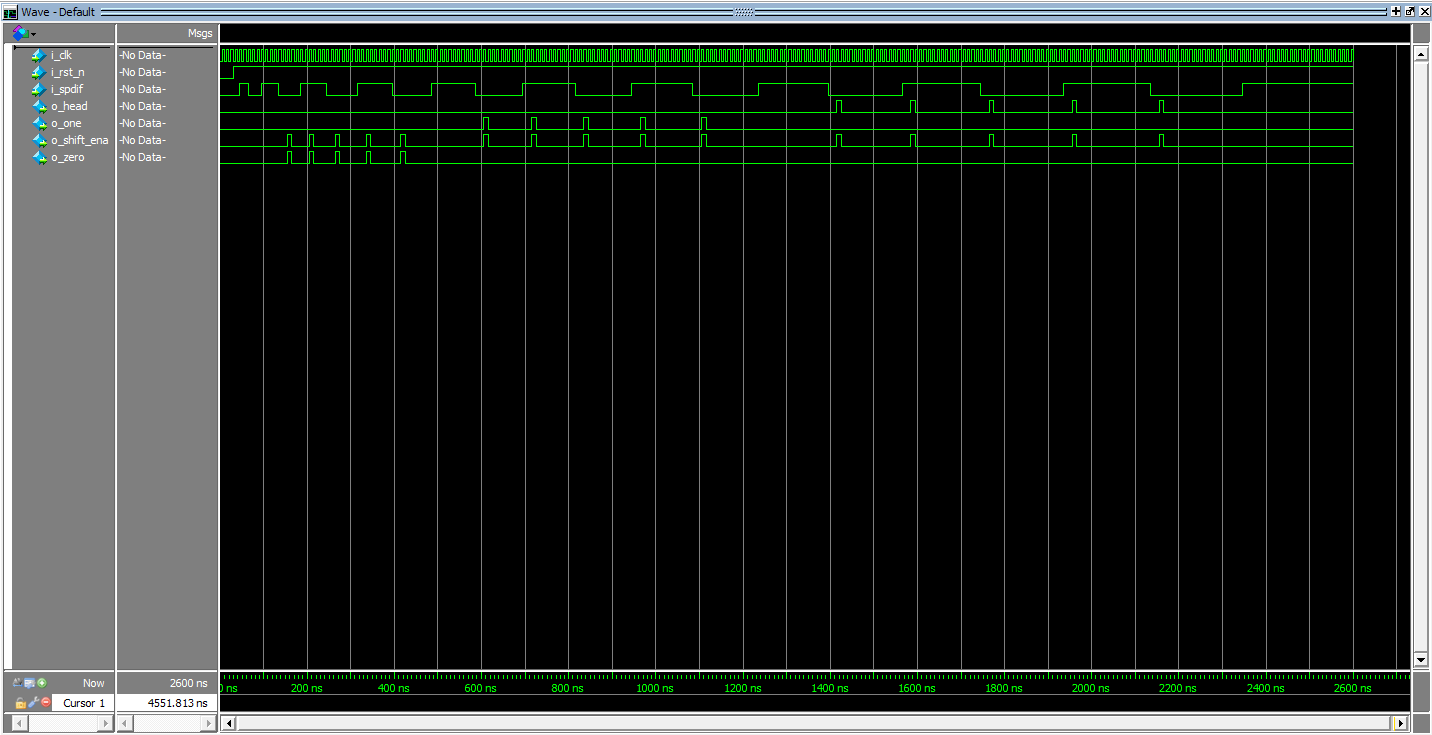 Wave - Default
Msgs
i_clk -No Data-
i_rst_n -No Data-
i_spdif -No Data-
o_head -No Data-
o_one -No Data-
o_shift_ena -No Data-
o_zero -No Data-
Now 2600 ns 0 ns 200 ns 400 ns 600 ns 800 ns 1000 ns 1200 ns 1400 ns 1600 ns 1800 ns 2000 ns 2200 ns 2400 ns 2600 ns
Cursor 1 4551.813 ns